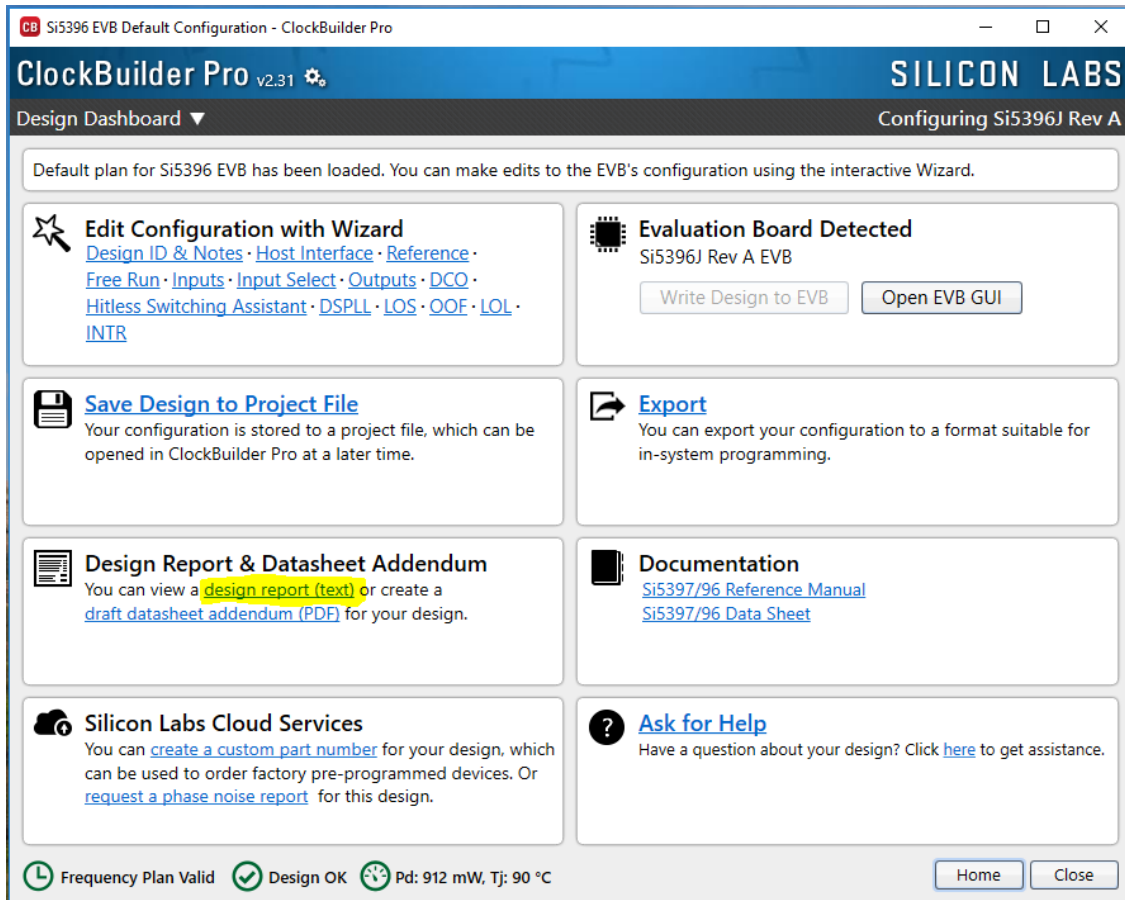 CB Si5396 EVB Default Configuration - ClockBuilder Pro
ClockBuilder Pro v2.31
SILICON LABS
Design Dashboard ▼
Configuring Si5396J Rev A
Default plan for Si5396 EVB has been loaded. You can make edits to the EVB's configuration using the interactive Wizard.
Edit Configuration with Wizard
Design ID & Notes · Host Interface · Reference ·
Free Run · Inputs · Input Select · Outputs · DCO ·
Hitless Switching Assistant · DSPLL · LOS · OOF · LOL ·
INTR
Evaluation Board Detected
Si5396J Rev A EVB
Write Design to EVB
Open EVB GUI
Save Design to Project File
Your configuration is stored to a project file, which can be
opened in ClockBuilder Pro at a later time.
Export
You can export your configuration to a format suitable for
in-system programming.
Design Report & Datasheet Addendum
You can view a design report (text) or create a
draft datasheet addendum (PDF) for your design.
Documentation
Si5397/96 Reference Manual
Si5397/96 Data Sheet
Silicon Labs Cloud Services
You can create a custom part number for your design, which
can be used to order factory pre-programmed devices. Or
request a phase noise report for this design.
? Ask for Help
Have a question about your design? Click here to get assistance.
Frequency Plan Valid
Design OK
Pd: 912 mW, Tj: 90 °C
Home
Close